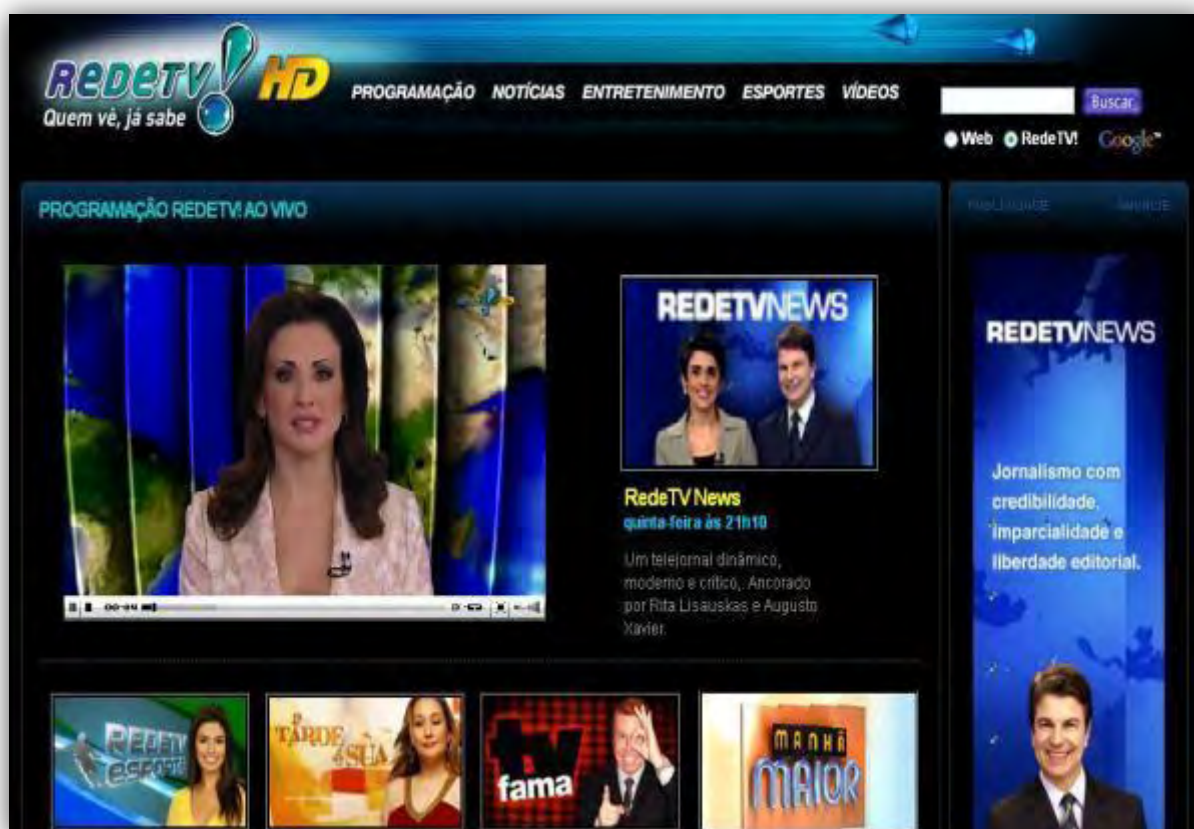 REDETV!
HD
Quem vê, já sabe
PROGRAMAÇÃO NOTÍCIAS ENTRETENIMENTO ESPORTES VÍDEOS
Buscar
Web RedeTV! Google™
PROGRAMAÇÃO REDETV! AO VIVO
REDETVNEWS
RedeTV News
quinta-feira às 21h10
Um telejornal dinâmico,
moderno e crítico, Ancorado
por Rita Lisauskas e Augusto
Xavier.
REDETVNEWS
Jornalismo com
credibilidade,
imparcialidade e
liberdade editorial.
REDETV
esporte
A TARDE
É SUA
tv
fama
MANHÃ
MAIOR